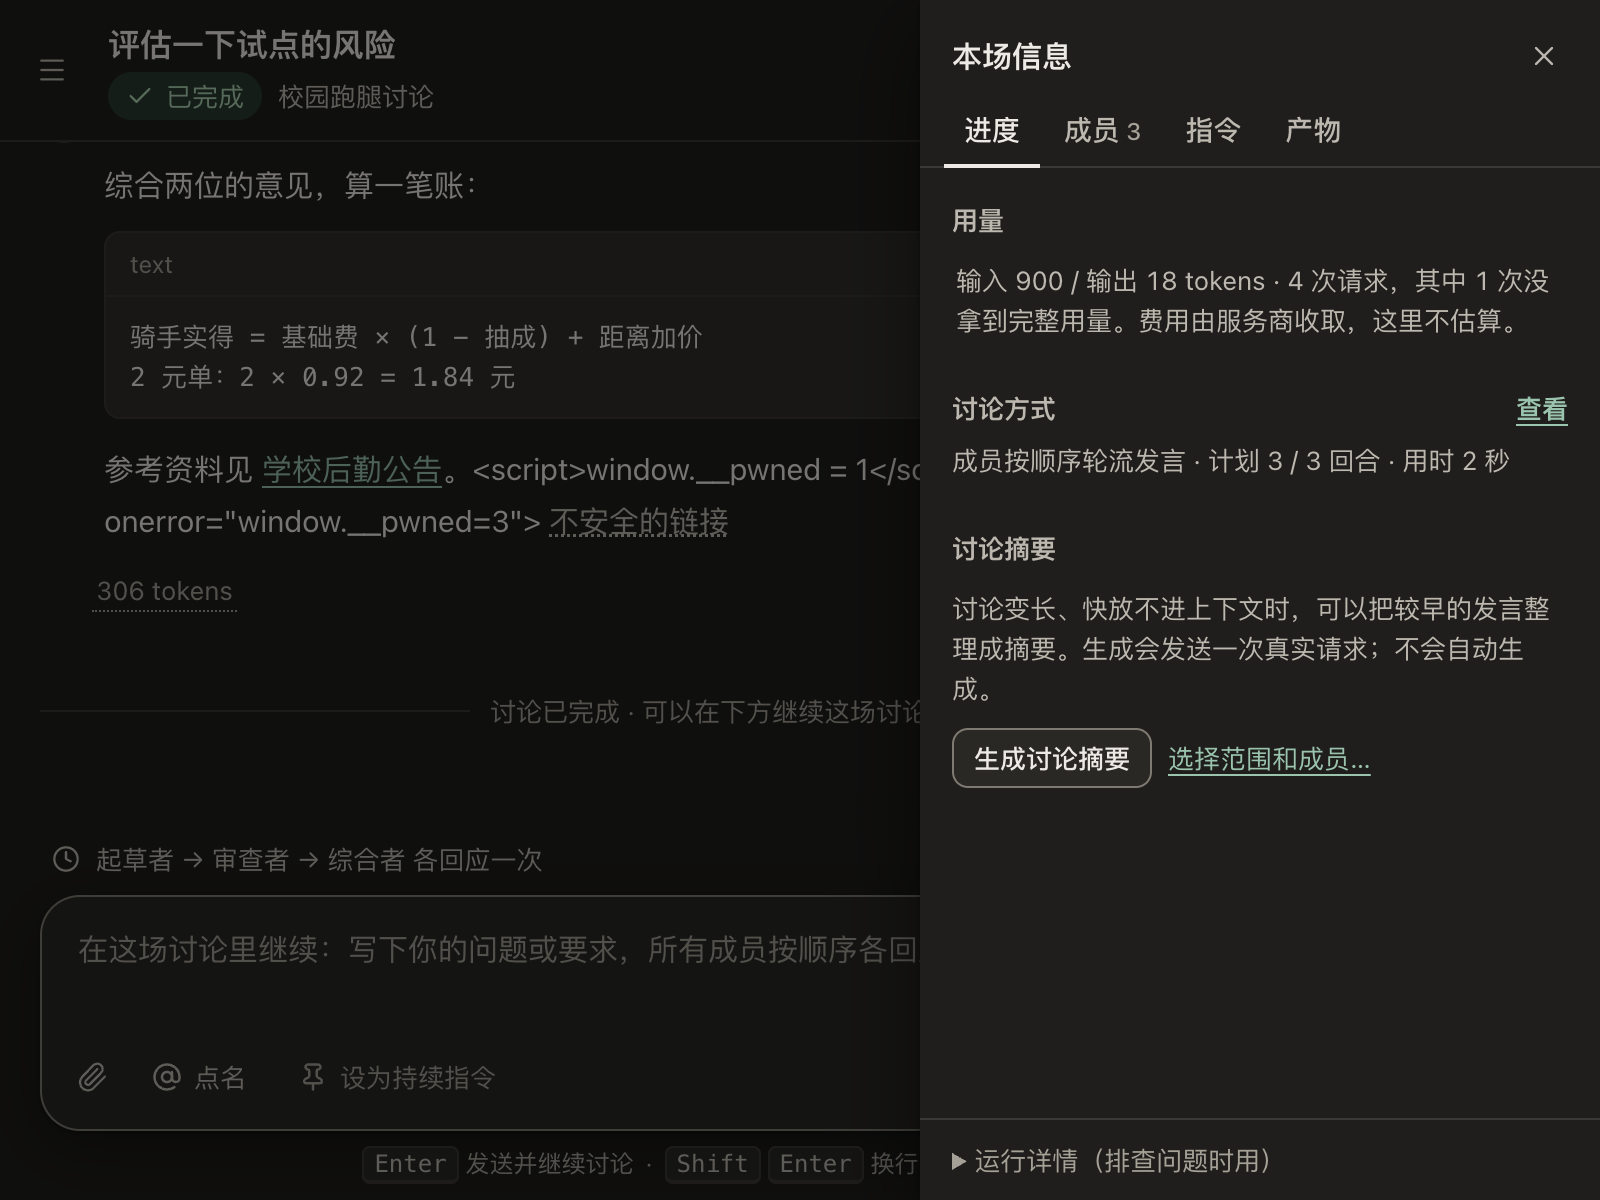 评估一下试点的风险
已完成 校园跑腿讨论
综合两位的意见，算一笔账：
text
骑手实得 = 基础费 × (1 − 抽成) + 距离加价
2 元单：2 × 0.92 = 1.84 元
参考资料见 学校后勤公告。<script>window.__pwned = 1</sc
onerror="window.__pwned=3"> 不安全的链接
306 tokens
讨论已完成 · 可以在下方继续这场讨论
起草者 → 审查者 → 综合者 各回应一次
在这场讨论里继续：写下你的问题或要求，所有成员按顺序各回
@ 点名 设为持续指令
Enter 发送并继续讨论 · Shift Enter 换行
本场信息
进度 成员 3 指令 产物
用量
输入 900 / 输出 18 tokens · 4 次请求，其中 1 次没
拿到完整用量。费用由服务商收取，这里不估算。
讨论方式 查看
成员按顺序轮流发言 · 计划 3 / 3 回合 · 用时 2 秒
讨论摘要
讨论变长、快放不进上下文时，可以把较早的发言整
理成摘要。生成会发送一次真实请求；不会自动生
成。
生成讨论摘要 选择范围和成员...
▶ 运行详情（排查问题时用）